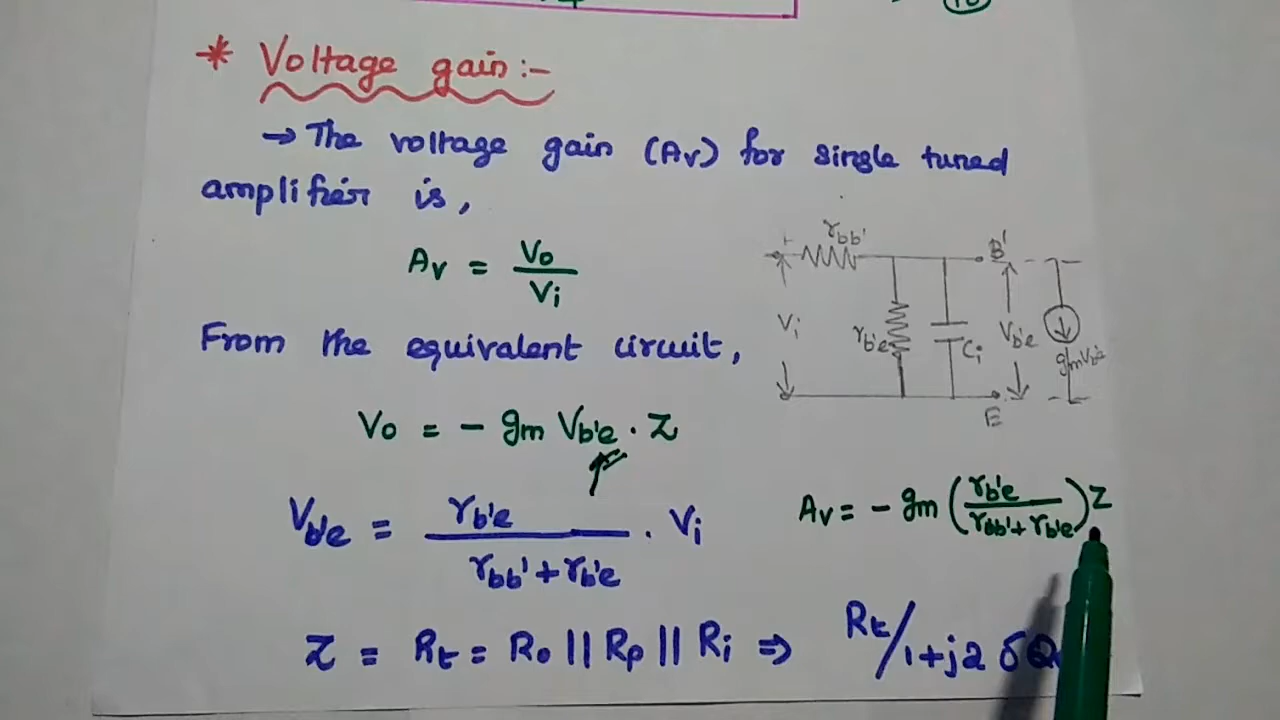 * Voltage gain :-
→ The voltage gain (Av) for single tuned
amplifier is,
Av = Vo / Vi
From the equivalent circuit,
+ rbb' B'
Vi rb'e Ci Vb'e gmVb'e
E
Vo = - gm Vb'e . Z
Vb'e = rb'e / rbb' + rb'e . Vi
Av = - gm ( rb'e / rbb' + rb'e ) Z
Z = Rt = Ro || Rp || Ri ⇒ Rt / 1+j2 δ Q